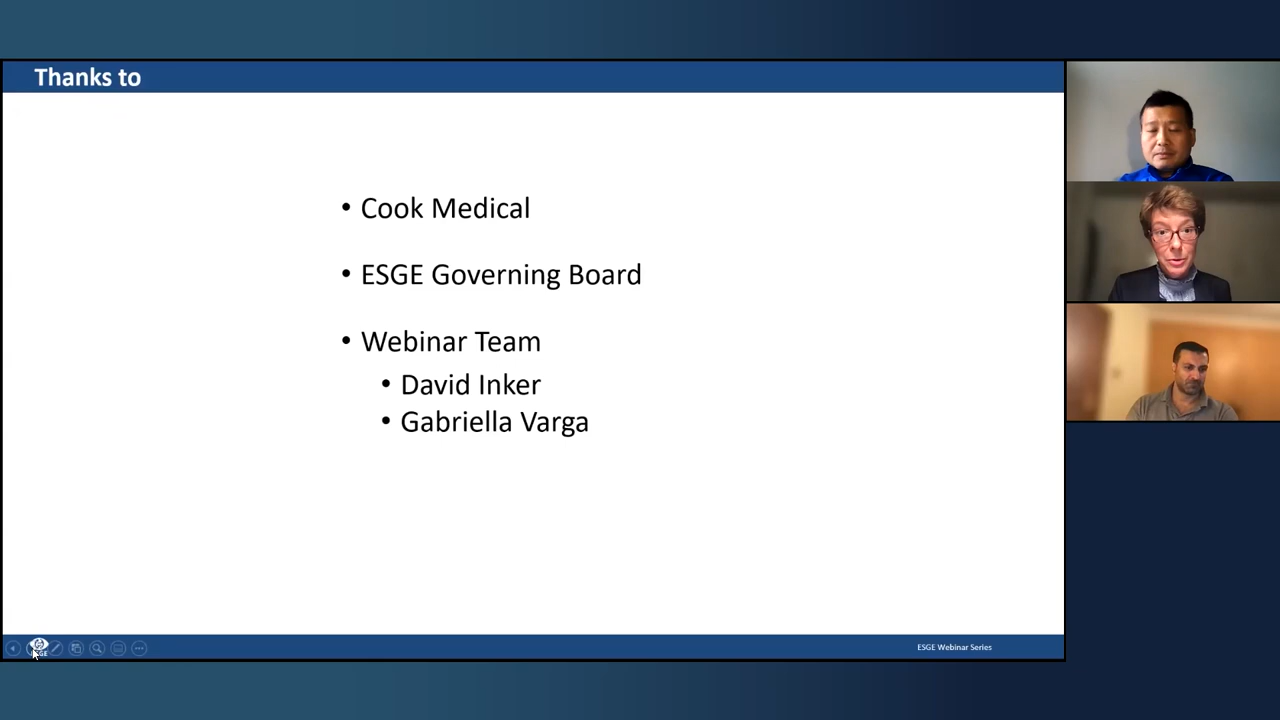 Thanks to
• Cook Medical
• ESGE Governing Board
• Webinar Team
• David Inker
• Gabriella Varga
ESGE Webinar Series